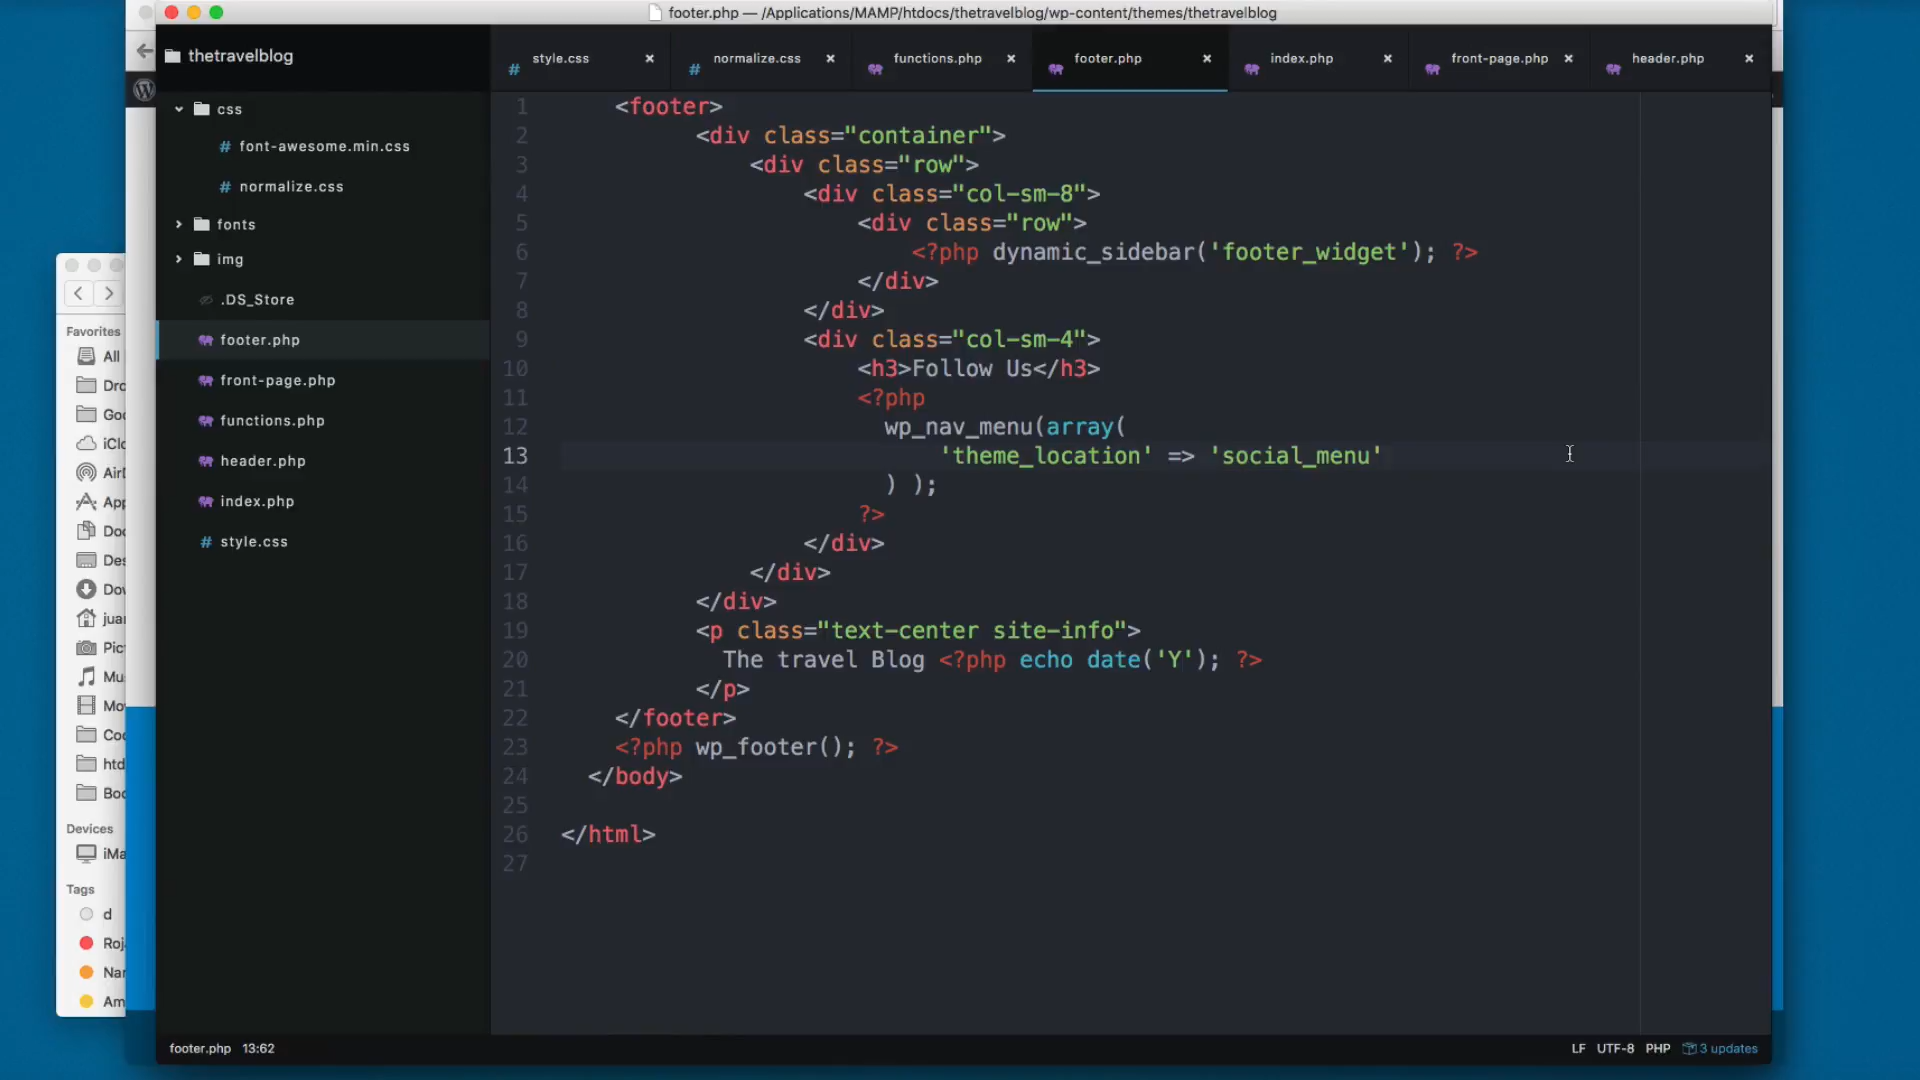 footer.php — /Applications/MAMP/htdocs/thetravelblog/wp-content/themes/thetravelblog
thetravelblog
css
# font-awesome.min.css
# normalize.css
fonts
img
.DS_Store
footer.php
front-page.php
functions.php
header.php
index.php
# style.css
# style.css ×
# normalize.css ×
functions.php ×
footer.php ×
index.php ×
front-page.php ×
header.php ×
1 <footer>
2 <div class="container">
3 <div class="row">
4 <div class="col-sm-8">
5 <div class="row">
6 <?php dynamic_sidebar('footer_widget'); ?>
7 </div>
8 </div>
9 <div class="col-sm-4">
10 <h3>Follow Us</h3>
11 <?php
12 wp_nav_menu(array(
13 'theme_location' => 'social_menu'
14 ) );
15 ?>
16 </div>
17 </div>
18 </div>
19 <p class="text-center site-info">
20 The travel Blog <?php echo date('Y'); ?>
21 </p>
22 </footer>
23 <?php wp_footer(); ?>
24 </body>
25
26 </html>
27
footer.php 13:62
LF UTF-8 PHP 3 updates
Favorites
All
Dro
Goo
iClo
AirD
App
Doc
Des
Dov
juar
Pict
Mu
Mov
Cod
htd
Boo
Devices
iMa
Tags
d
Roj
Nar
Am